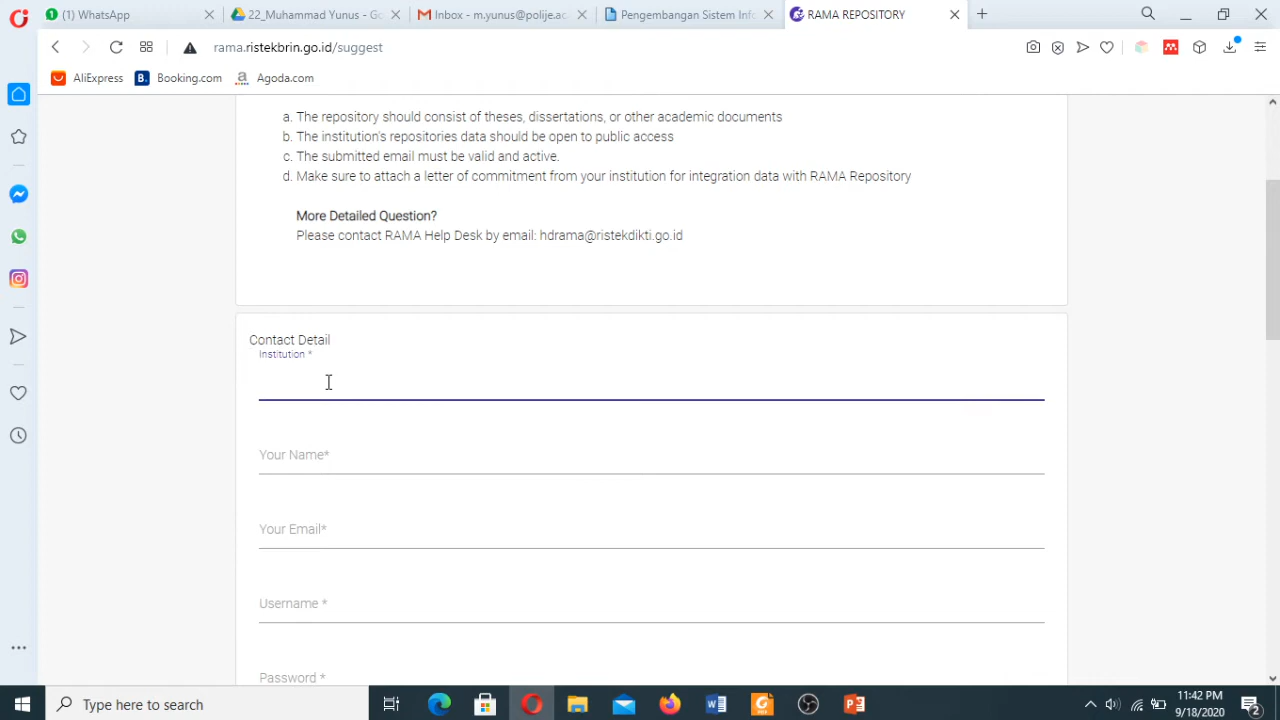 (1) WhatsApp
22_Muhammad Yunus - Go
Inbox - m.yunus@polije.ac.
Pengembangan Sistem Info
RAMA REPOSITORY
rama.ristekbrin.go.id/suggest
AliExpress
Booking.com
Agoda.com
a. The repository should consist of theses, dissertations, or other academic documents
b. The institution's repositories data should be open to public access
c. The submitted email must be valid and active.
d. Make sure to attach a letter of commitment from your institution for integration data with RAMA Repository
More Detailed Question?
Please contact RAMA Help Desk by email: hdrama@ristekdikti.go.id
Contact Detail
Institution *
Your Name*
Your Email*
Username *
Password *
Type here to search
11:42 PM
9/18/2020
2